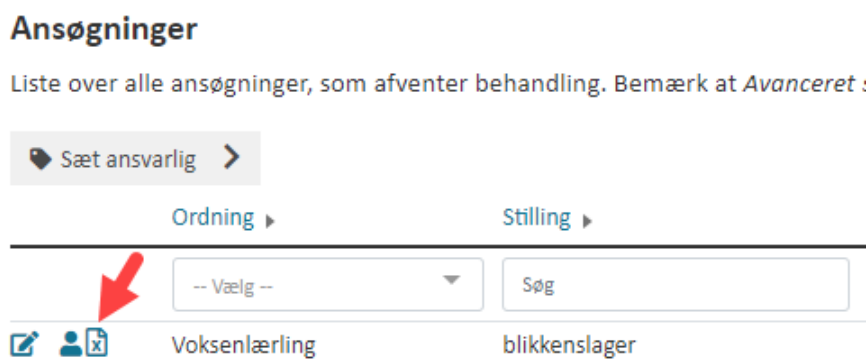 Ansøgninger
Liste over alle ansøgninger, som afventer behandling. Bemærk at Avanceret s
Sæt ansvarlig
Ordning Stilling
-- Vælg -- Søg
Voksenlærling blikkenslager